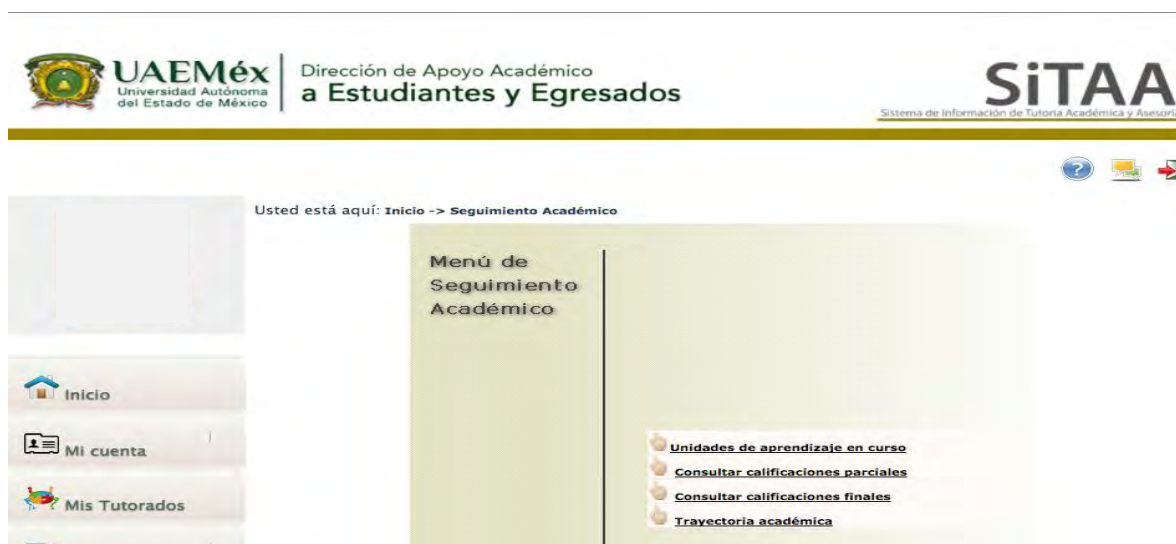 UAEMéx
Universidad Autónoma
del Estado de México
Dirección de Apoyo Académico
a Estudiantes y Egresados
SiTAA
Sistema de Información de Tutoría Académica y Asesoría
Usted está aquí: Inicio -> Seguimiento Académico
Menú de
Seguimiento
Académico
Inicio
Mi cuenta
Mis Tutorados
Unidades de aprendizaje en curso
Consultar calificaciones parciales
Consultar calificaciones finales
Trayectoria académica